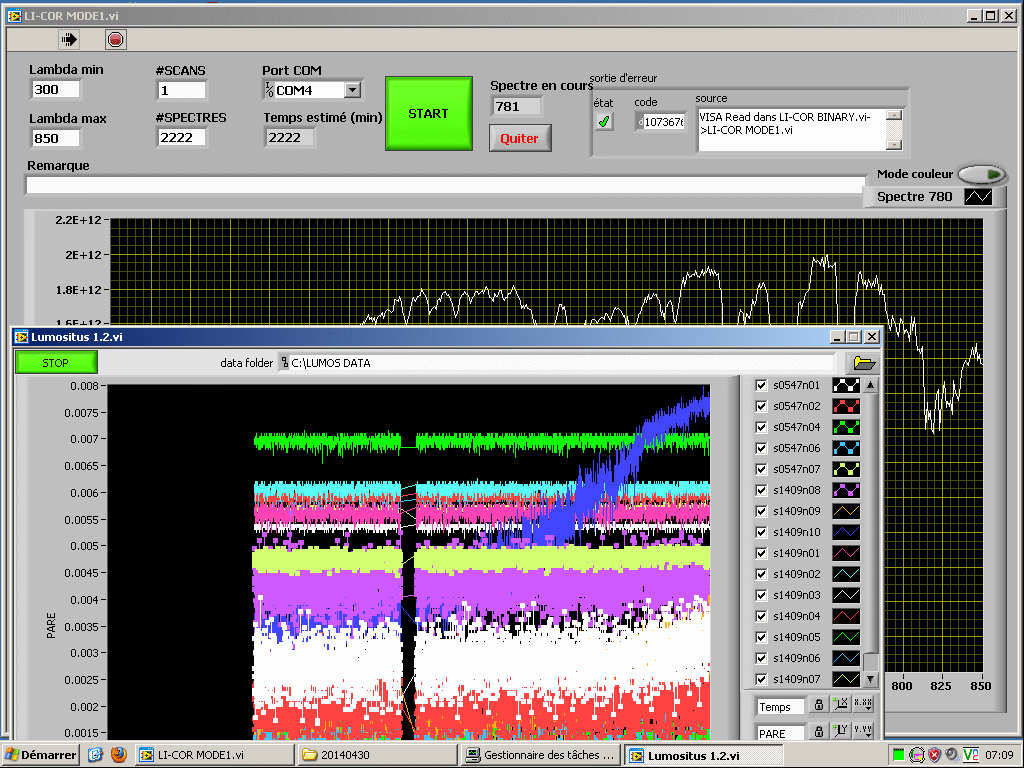 LI-COR MODE1.vi
Lambda min
#SCANS
Port COM
300
1
COM4
Lambda max
#SPECTRES
Temps estimé (min)
850
2222
2222
START
Spectre en cours
781
Quiter
sortie d'erreur
état
code
source
1073676
VISA Read dans LI-COR BINARY.vi-
>LI-COR MODE1.vi
Remarque
Mode couleur
Spectre 780
2.2E+12
2E+12
1.8E+12
1.6E+12
800
825
850
Lumositus 1.2.vi
STOP
data folder
C:\LUMOS DATA
0.008
0.0075
0.007
0.0065
0.006
0.0055
0.005
0.0045
0.004
0.0035
0.003
0.0025
0.002
0.0015
PARE
s0547n01
s0547n02
s0547n04
s0547n06
s0547n07
s1409n08
s1409n09
s1409n10
s1409n01
s1409n02
s1409n03
s1409n04
s1409n05
s1409n06
s1409n07
Temps
X.XX
PARE
Y.YY
Démarrer
LI-COR MODE1.vi
20140430
Gestionnaire des tâches ...
Lumositus 1.2.vi
07:09